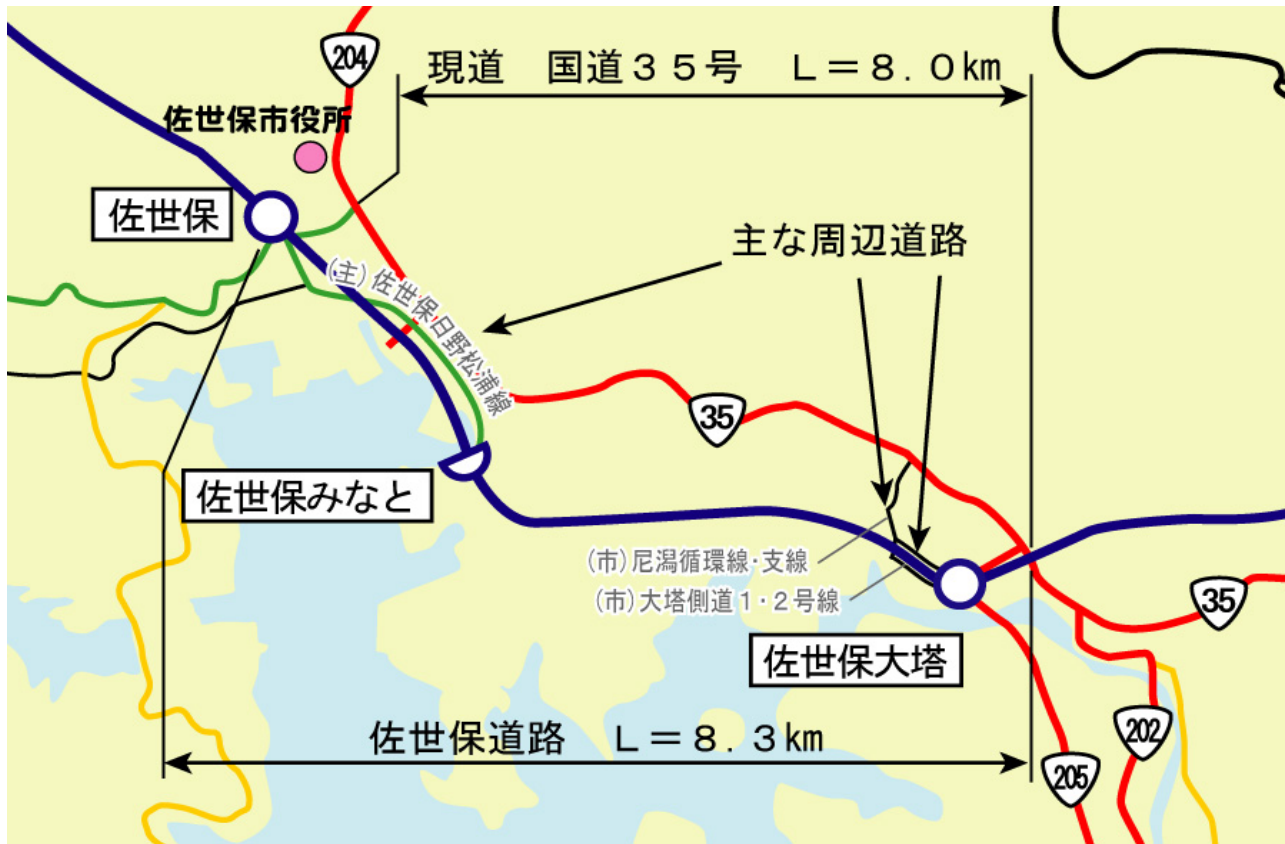 204
現道　国道３５号　Ｌ＝８．０㎞
佐世保市役所
佐世保
主な周辺道路
(主)佐世保日野松浦線
35
佐世保みなと
(市)尼潟循環線・支線
(市)大塔側道１・２号線
35
佐世保大塔
佐世保道路　Ｌ＝８．３㎞
202
205